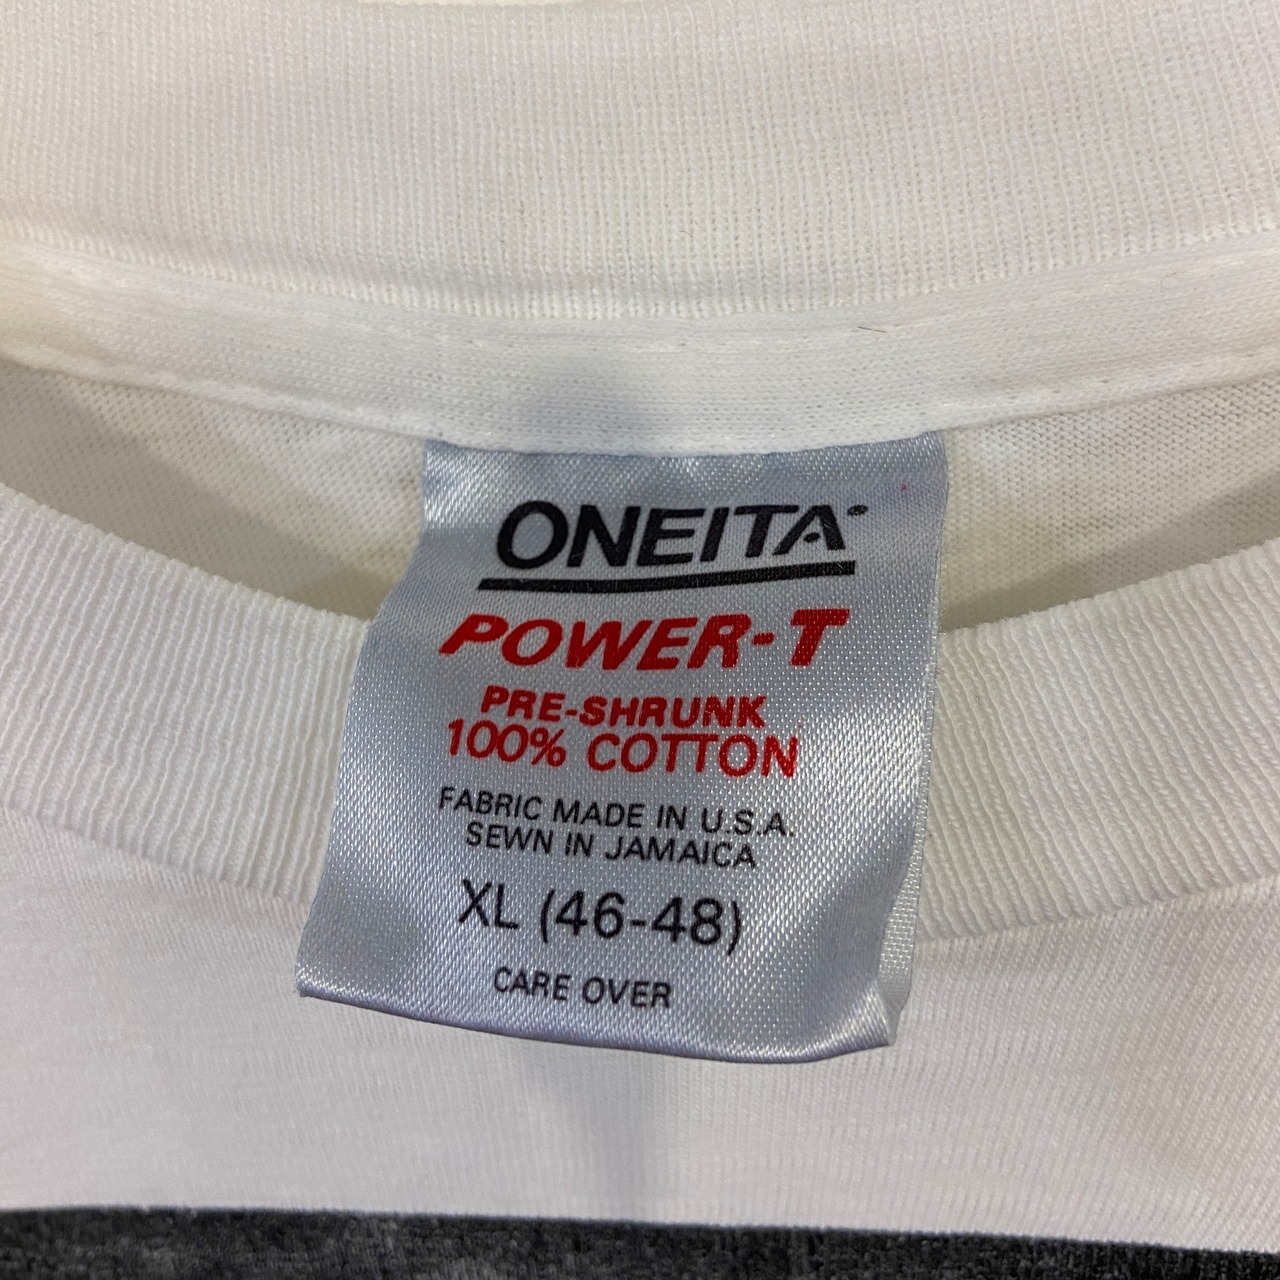 ONEITA
POWER-T
PRE-SHRUNK
100% COTTON
FABRIC MADE IN U.S.A.
SEWN IN JAMAICA
XL (46-48)
CARE OVER